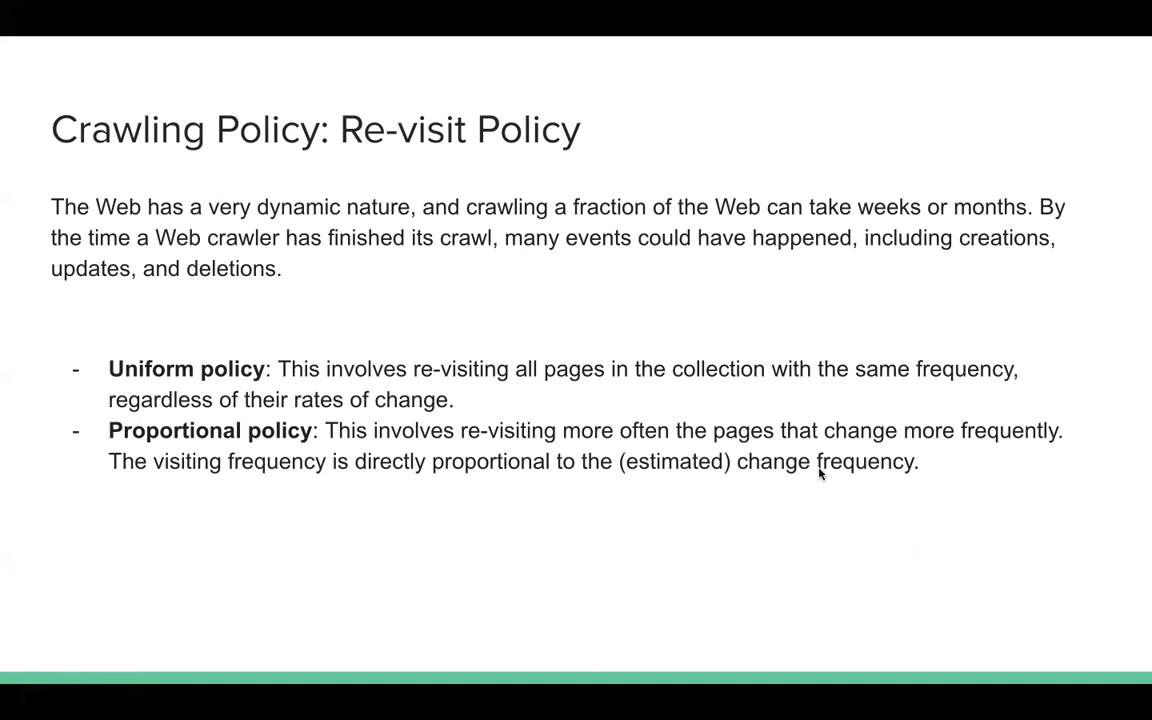 Crawling Policy: Re-visit Policy
The Web has a very dynamic nature, and crawling a fraction of the Web can take weeks or months. By
the time a Web crawler has finished its crawl, many events could have happened, including creations,
updates, and deletions.
- Uniform policy: This involves re-visiting all pages in the collection with the same frequency,
regardless of their rates of change.
- Proportional policy: This involves re-visiting more often the pages that change more frequently.
The visiting frequency is directly proportional to the (estimated) change frequency.